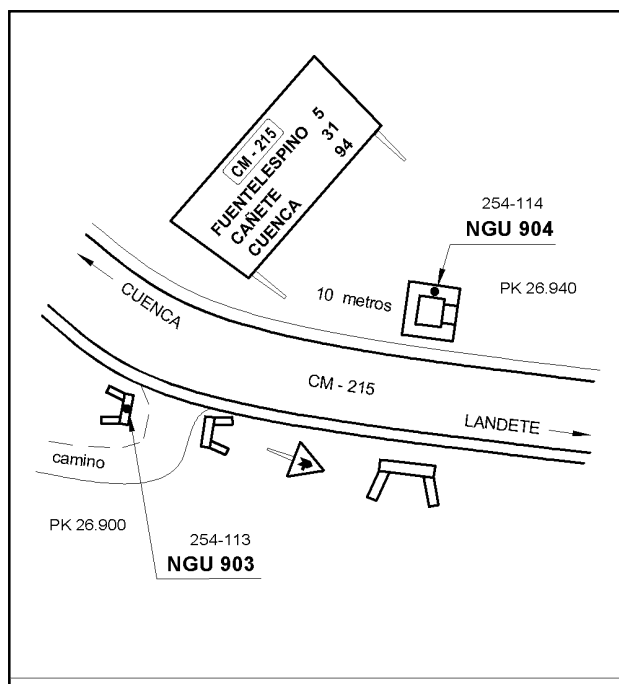 CM - 215
FUENTELESPINO 5
CAÑETE 31
CUENCA 94
254-114
NGU 904
PK 26.940
10 metros
CUENCA
CM - 215
LANDETE
camino
PK 26.900
254-113
NGU 903